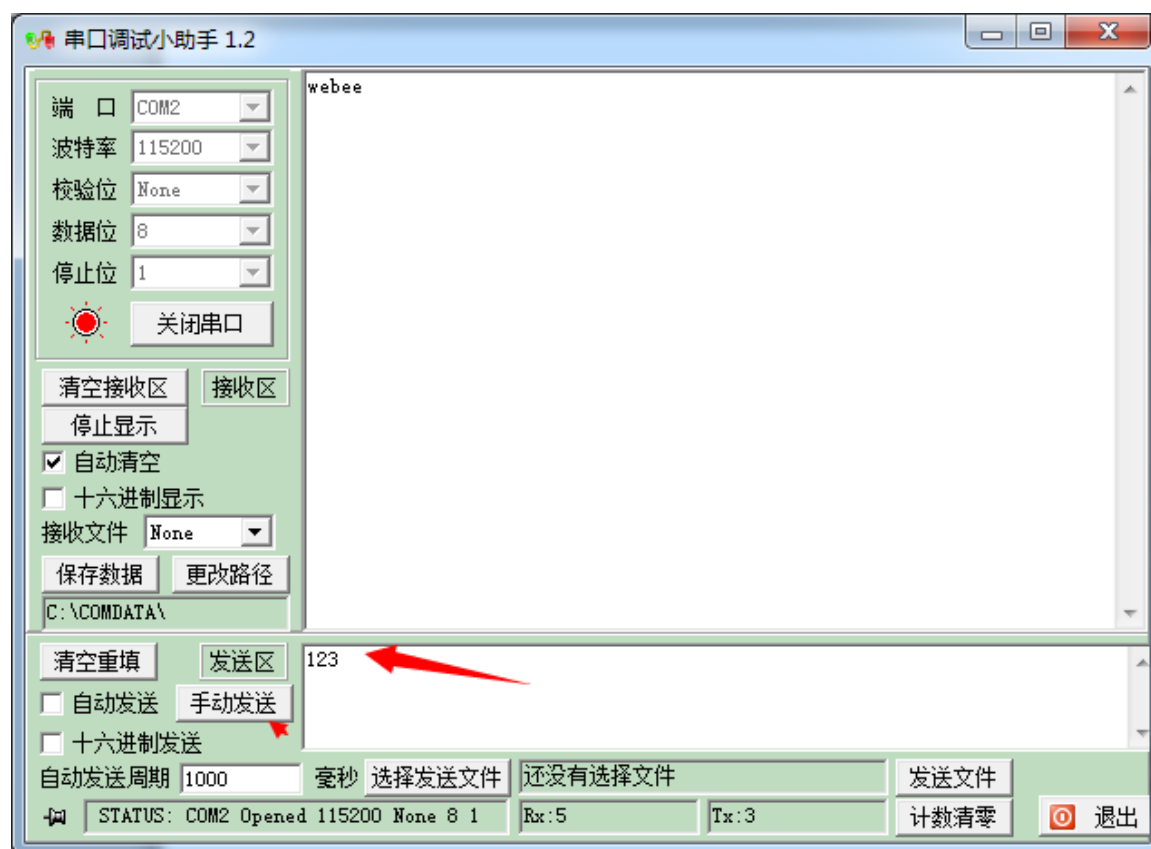 串口调试小助手 1.2
端 口 COM2
波特率 115200
校验位 None
数据位 8
停止位 1
关闭串口
清空接收区 接收区
停止显示
自动清空
十六进制显示
接收文件 None
保存数据 更改路径
C:\COMDATA\
webee
清空重填 发送区
自动发送 手动发送
十六进制发送
123
自动发送周期 1000 毫秒 选择发送文件 还没有选择文件 发送文件
STATUS: COM2 Opened 115200 None 8 1 Rx:5 Tx:3 计数清零 退出